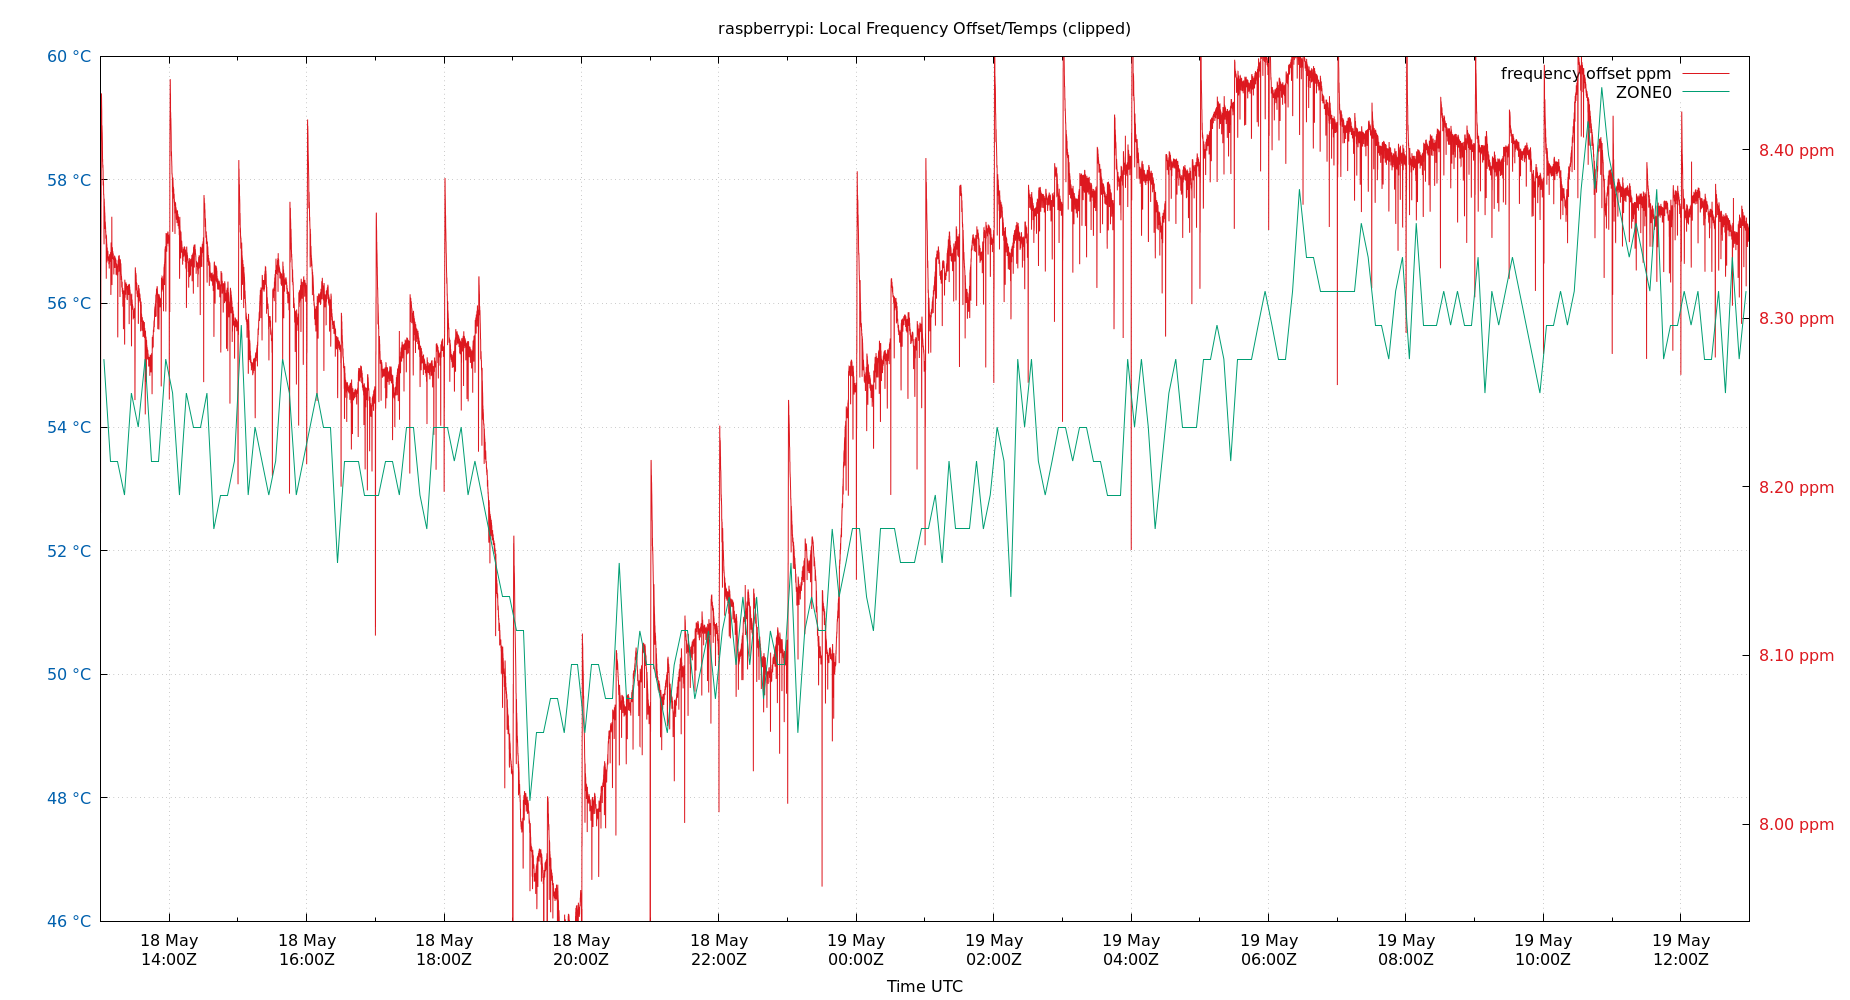 raspberrypi: Local Frequency Offset/Temps (clipped)
60 °C
58 °C
56 °C
54 °C
52 °C
50 °C
48 °C
46 °C
frequency offset ppm
ZONE0
8.40 ppm
8.30 ppm
8.20 ppm
8.10 ppm
8.00 ppm
18 May 18 May 18 May 18 May 18 May 19 May 19 May 19 May 19 May 19 May 19 May 19 May
14:00Z 16:00Z 18:00Z 20:00Z 22:00Z 00:00Z 02:00Z 04:00Z 06:00Z 08:00Z 10:00Z 12:00Z
Time UTC